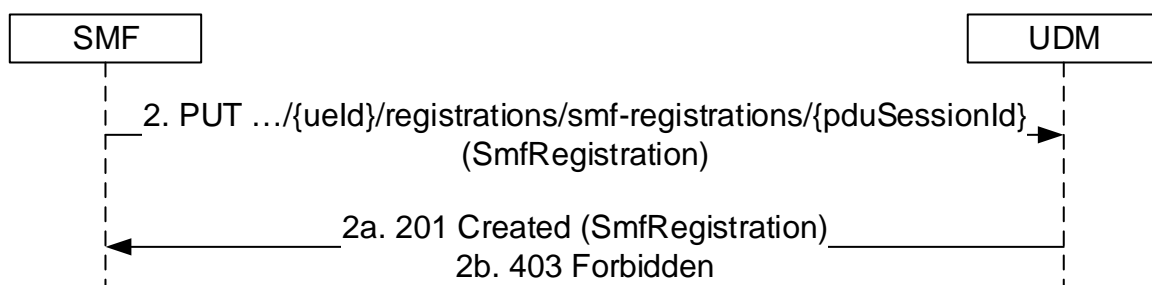 SMF
UDM
2. PUT …/{ueId}/registrations/smf-registrations/{pduSessionId}
(SmfRegistration)
2a. 201 Created (SmfRegistration)
2b. 403 Forbidden